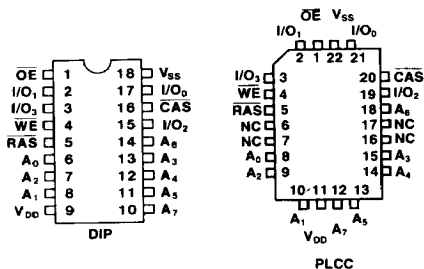 OE 1 18 VSS
I/O1 2 17 I/O0
I/O3 3 16 CAS
WE 4 15 I/O2
RAS 5 14 A6
A0 6 13 A3
A2 7 12 A4
A1 8 11 A5
VDD 9 10 A7
DIP
OE VSS
I/O1 I/O0
2 1 22 21
I/O3 3 20 CAS
WE 4 19 I/O2
RAS 5 18 A6
NC 6 17 NC
NC 7 16 NC
A0 8 15 A3
A2 9 14 A4
10 11 12 13
A1 A5
VDD A7
PLCC